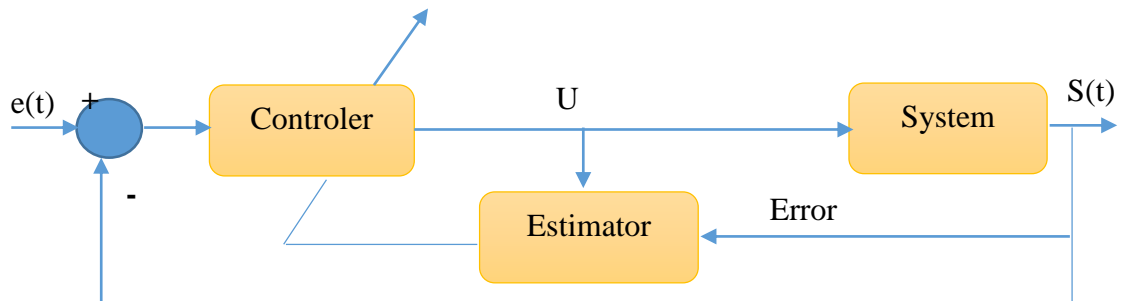 e(t)
+
Controler
U
System
S(t)
-
Estimator
Error